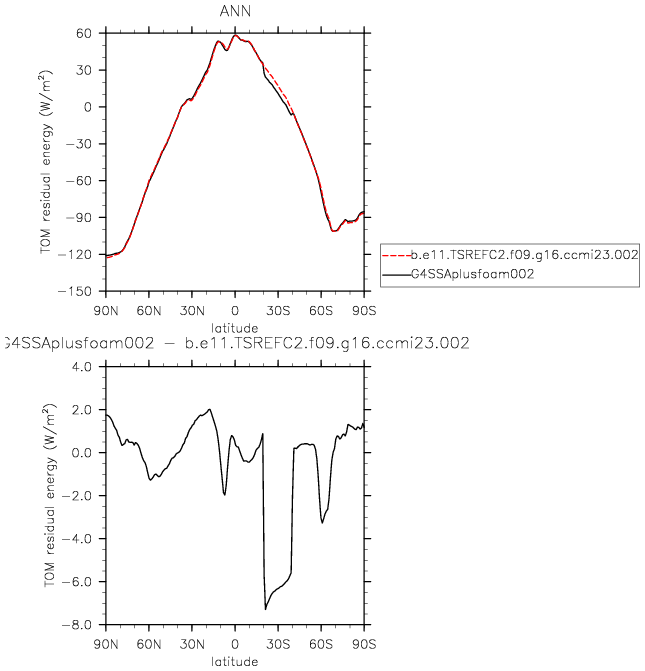 ANN
60
30
0
−30
−60
−90
−120
−150
TOM residual energy (W/m²)
90N 60N 30N 0 30S 60S 90S
latitude
b.e11.TSREFC2.f09.g16.ccmi23.002
G4SSAplusfoam002
G4SSAplusfoam002 − b.e11.TSREFC2.f09.g16.ccmi23.002
4.0
2.0
0.0
−2.0
−4.0
−6.0
−8.0
TOM residual energy (W/m²)
90N 60N 30N 0 30S 60S 90S
latitude